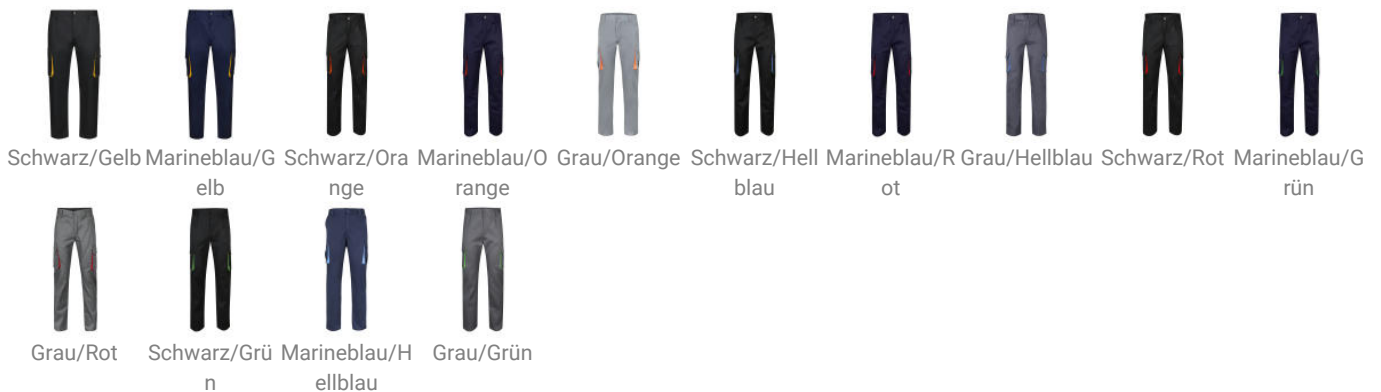 Schwarz/Gelb Marineblau/G Schwarz/Ora Marineblau/O Grau/Orange Schwarz/Hell Marineblau/R Grau/Hellblau Schwarz/Rot Marineblau/G
elb nge range blau ot rün
Grau/Rot Schwarz/Grü Marineblau/H Grau/Grün
n ellblau